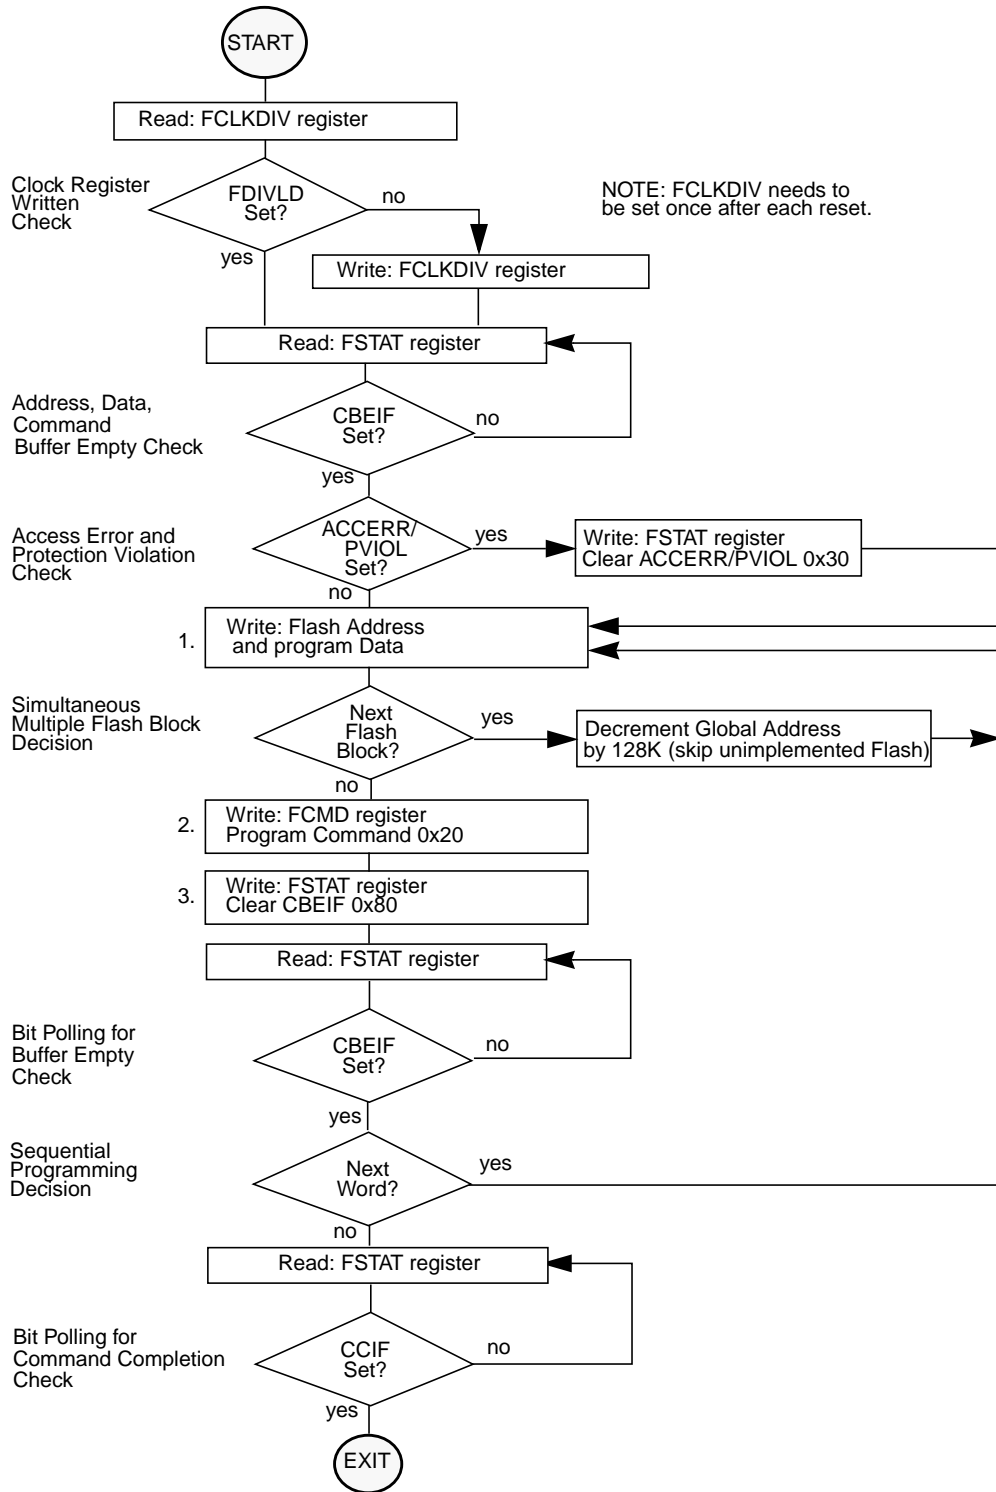 START
Read: FCLKDIV register
Clock Register
Written
Check
FDIVLD
Set?
no
yes
NOTE: FCLKDIV needs to
be set once after each reset.
Write: FCLKDIV register
Read: FSTAT register
Address, Data,
Command
Buffer Empty Check
CBEIF
Set?
no
yes
Access Error and
Protection Violation
Check
ACCERR/
PVIOL
Set?
yes
no
Write: FSTAT register
Clear ACCERR/PVIOL 0x30
1.
Write: Flash Address
and program Data
Simultaneous
Multiple Flash Block
Decision
Next
Flash
Block?
yes
no
Decrement Global Address
by 128K (skip unimplemented Flash)
2.
Write: FCMD register
Program Command 0x20
3.
Write: FSTAT register
Clear CBEIF 0x80
Read: FSTAT register
Bit Polling for
Buffer Empty
Check
CBEIF
Set?
no
yes
Sequential
Programming
Decision
Next
Word?
yes
no
Read: FSTAT register
Bit Polling for
Command Completion
Check
CCIF
Set?
no
yes
EXIT